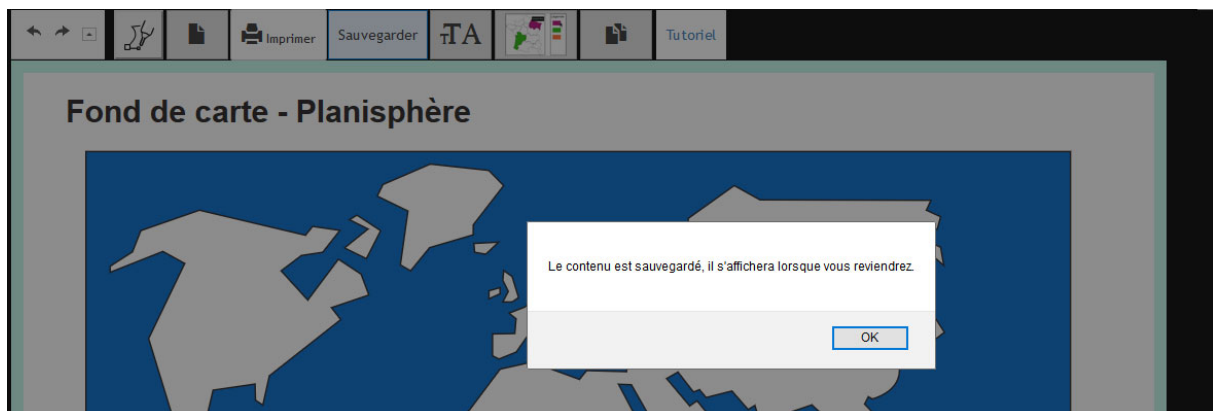 Imprimer
Sauvegarder
TA
Tutoriel
Fond de carte - Planisphère
Le contenu est sauvegardé, il s'affichera lorsque vous reviendrez.
OK